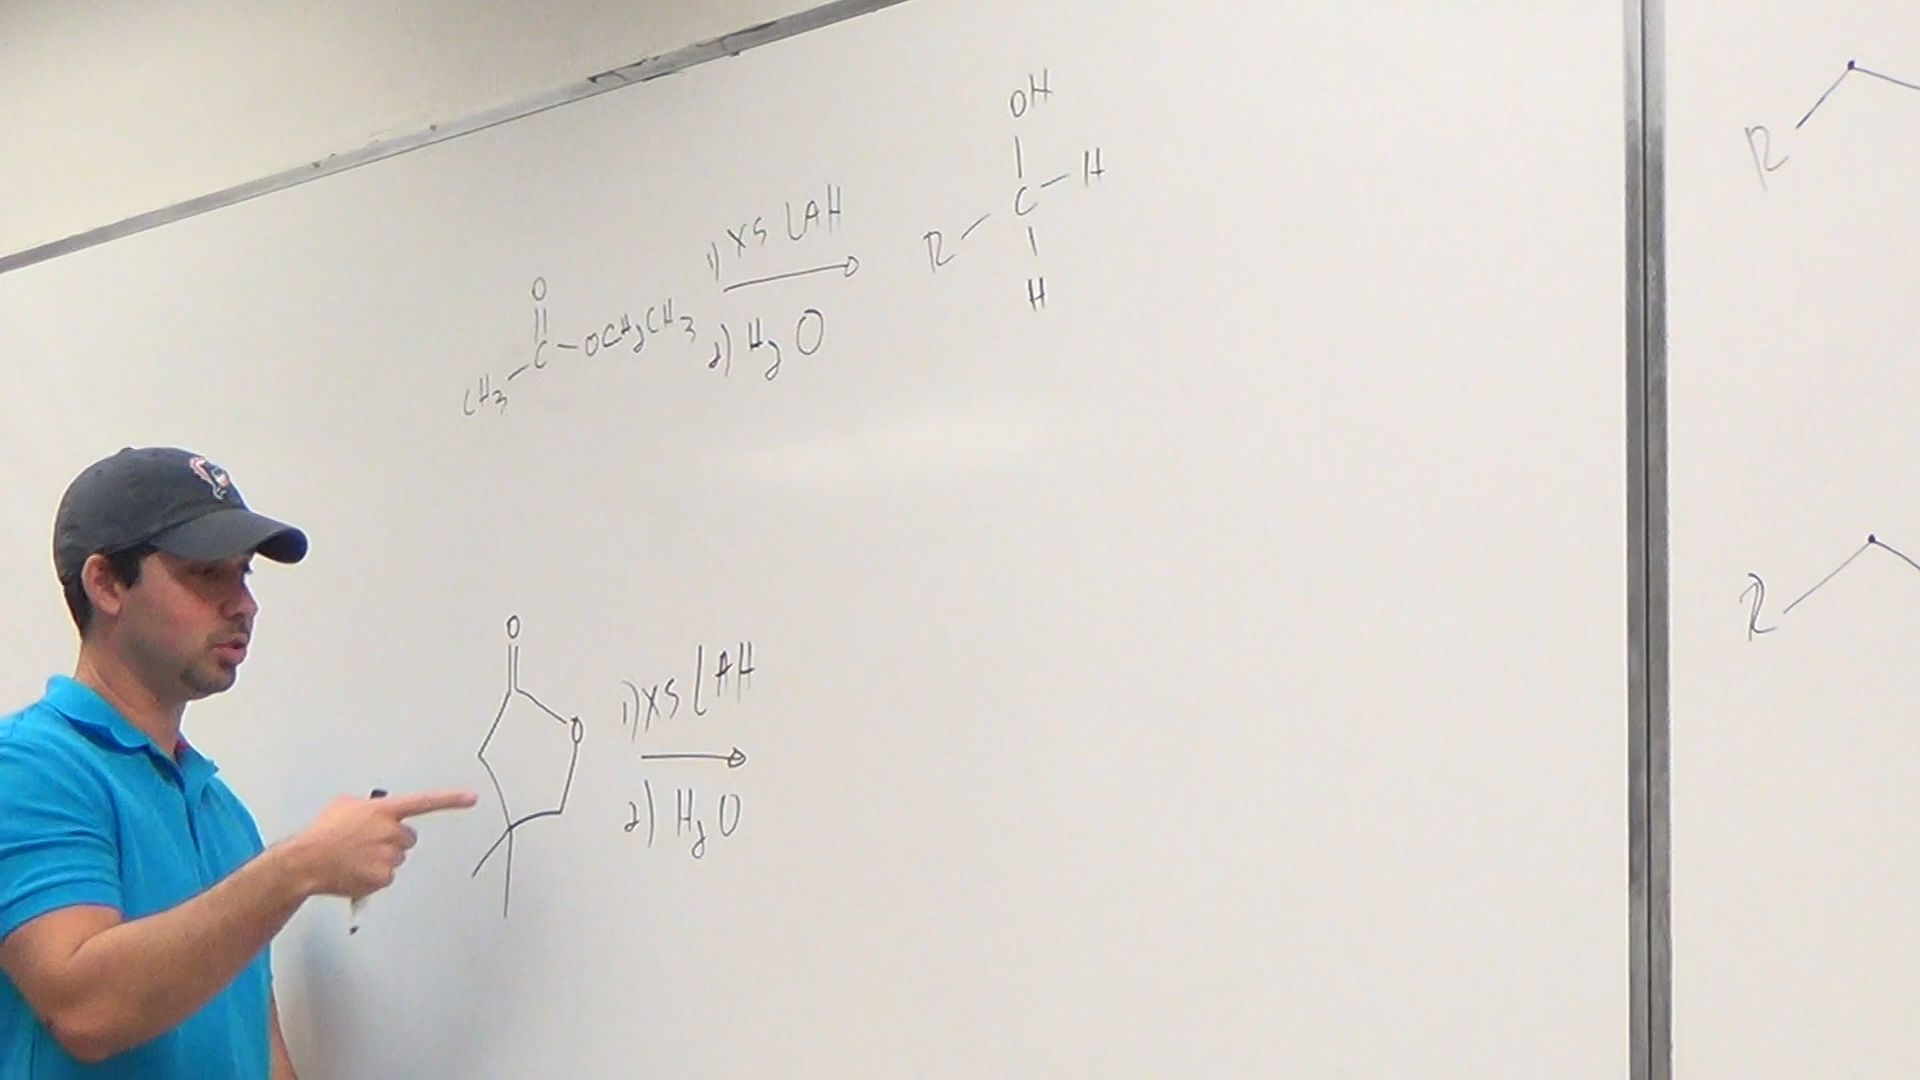 OH
R - C - H
H
O
CH3 - C - OCH2CH3
1) XS LAH
2) H2O
R
O
O
1) XS LAH
2) H2O
R